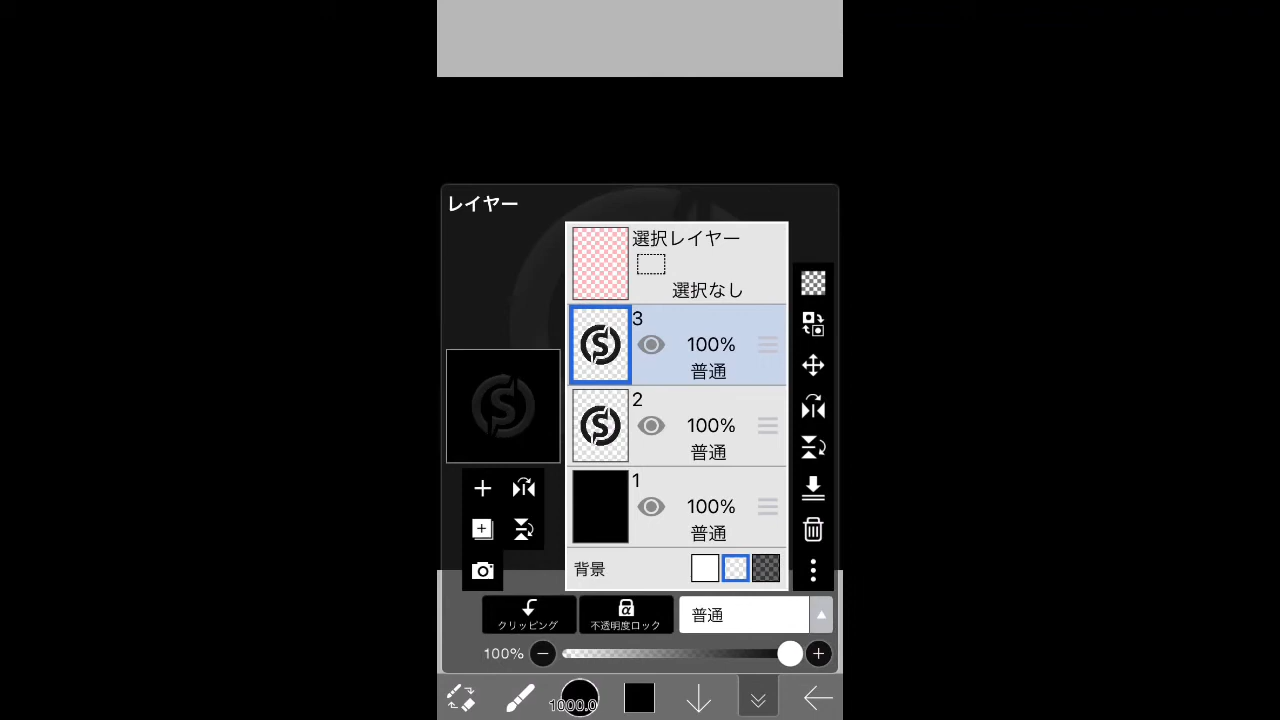 レイヤー
選択レイヤー
選択なし
3
100%
普通
2
100%
普通
1
100%
普通
背景
クリッピング
不透明度ロック
普通
100%
1000.0